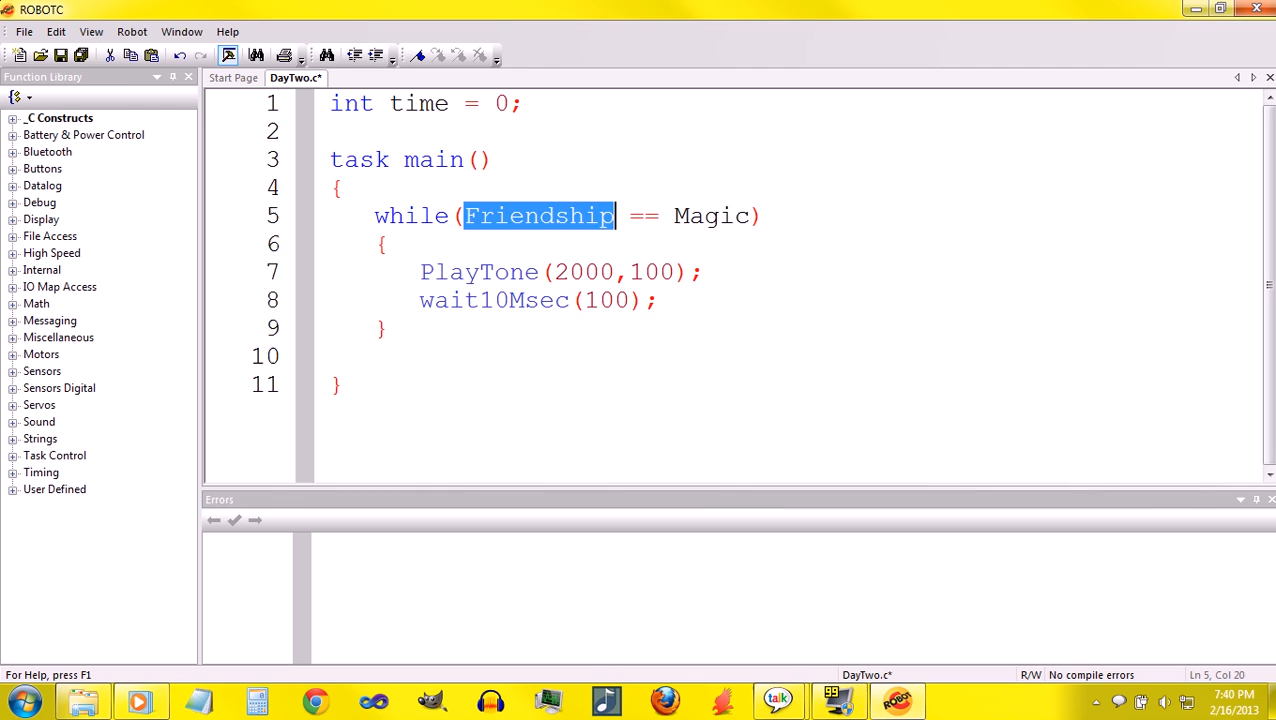 ROBOTC
File Edit View Robot Window Help
Function Library
Start Page DayTwo.c*
_C Constructs
Battery & Power Control
Bluetooth
Buttons
Datalog
Debug
Display
File Access
High Speed
Internal
IO Map Access
Math
Messaging
Miscellaneous
Motors
Sensors
Sensors Digital
Servos
Sound
Strings
Task Control
Timing
User Defined
1 int time = 0;
2
3 task main()
4 {
5 while(Friendship == Magic)
6 {
7 PlayTone(2000,100);
8 wait10Msec(100);
9 }
10
11 }
Errors
For Help, press F1 DayTwo.c* R/W No compile errors Ln 5, Col 20
talk 99 ROBOT
7:40 PM
2/16/2013